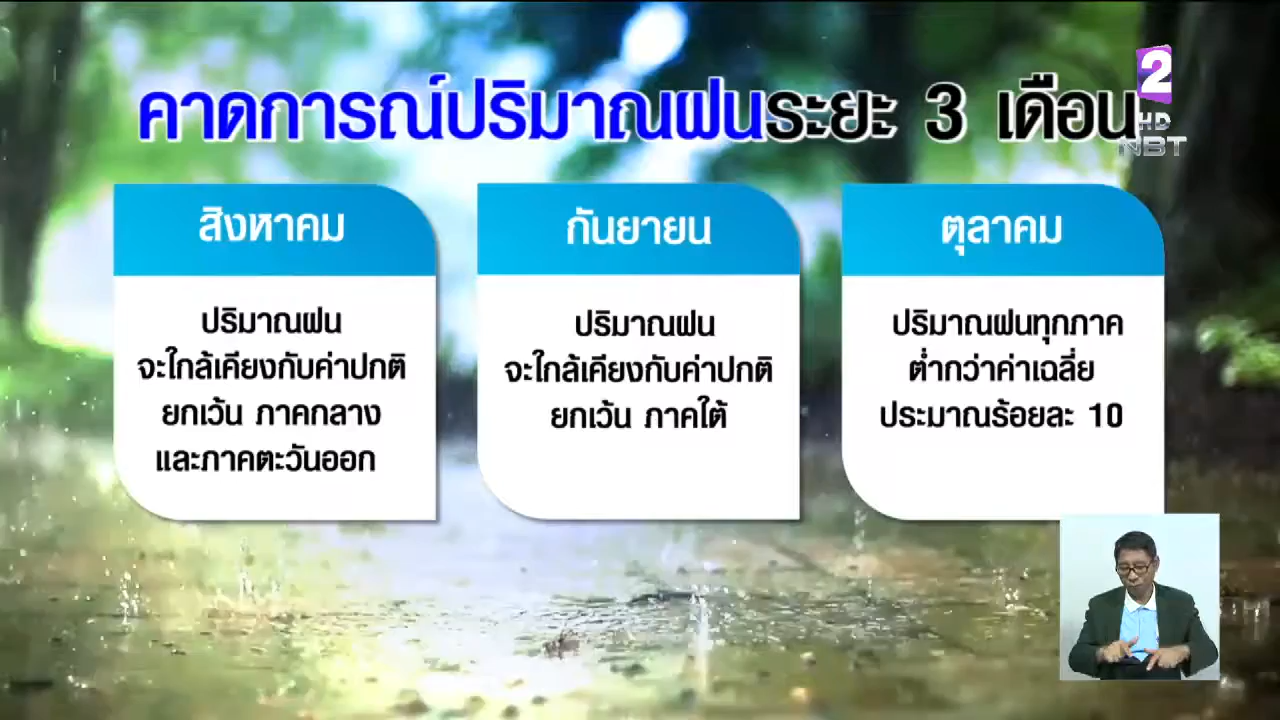 คาดการณ์ปริมาณฝนระยะ 3 เดือน
2
HD
NBT
สิงหาคม
ปริมาณฝน
จะใกล้เคียงกับค่าปกติ
ยกเว้น ภาคกลาง
และภาคตะวันออก
กันยายน
ปริมาณฝน
จะใกล้เคียงกับค่าปกติ
ยกเว้น ภาคใต้
ตุลาคม
ปริมาณฝนทุกภาค
ต่ำกว่าค่าเฉลี่ย
ประมาณร้อยละ 10